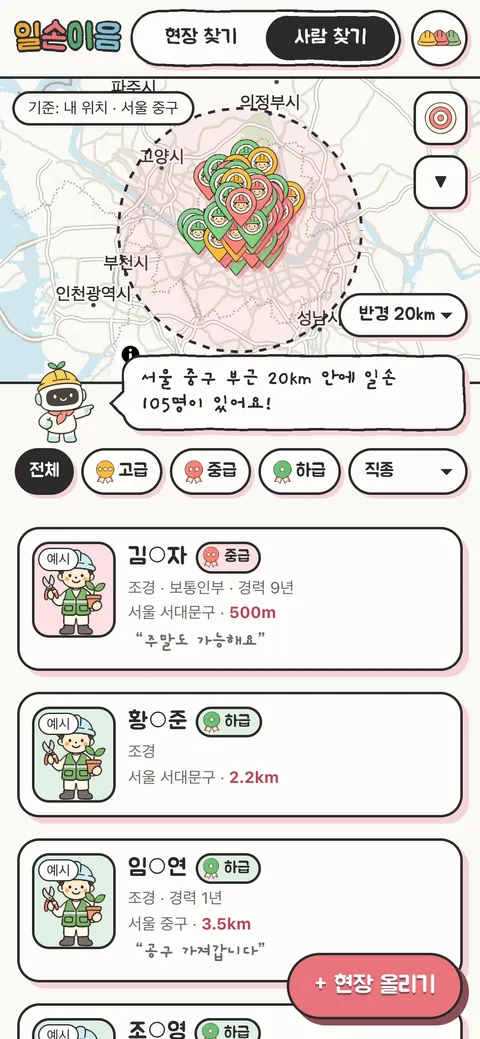 일손이음
현장 찾기
사람 찾기
파주시
기준: 내 위치 · 서울 중구
의정부시
고양시
▼
부천시
인천광역시
성남시
반경 20km
서울 중구 부근 20km 안에 일손
105명이 있어요!
전체
고급
중급
하급
직종
예시
김○자
중급
조경 · 보통인부 · 경력 9년
서울 서대문구 · 500m
“주말도 가능해요”
예시
황○준
하급
조경
서울 서대문구 · 2.2km
예시
임○연
하급
조경 · 경력 1년
서울 중구 · 3.5km
“공구 가져갑니다”
+ 현장 올리기
예시
조○영
하급